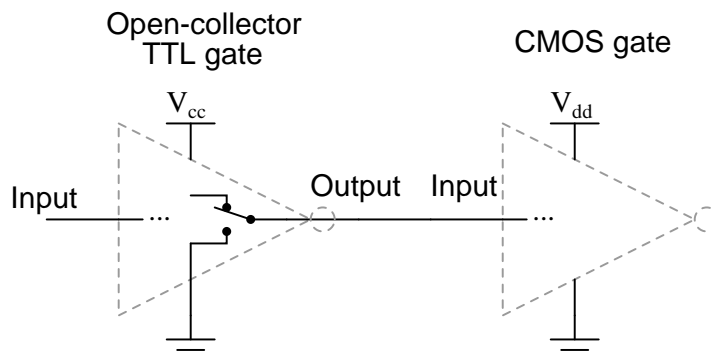 Open-collector
TTL gate
CMOS gate
Vcc
Vdd
Input
...
Output
Input
...